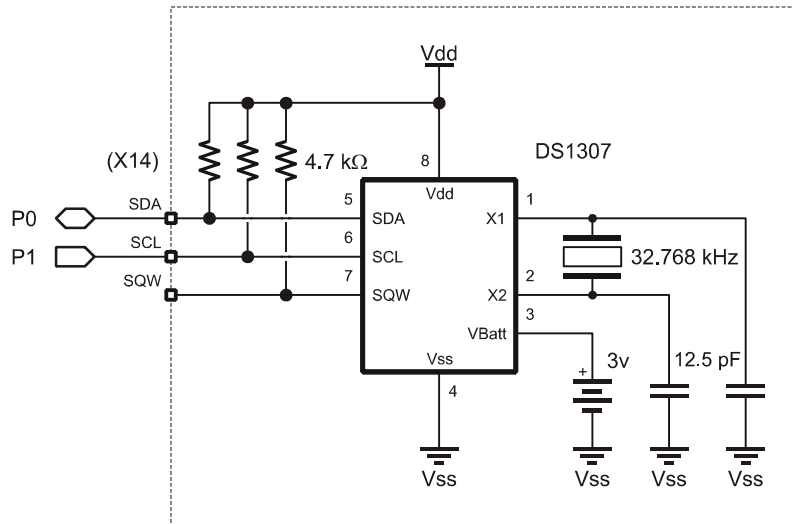 Vdd
(X14)
4.7 kΩ
8
DS1307
Vdd
P0
SDA
5
SDA
X1
1
P1
SCL
6
SCL
32.768 kHz
SQW
7
SQW
X2
2
VBatt
3
Vss
4
+
3v
12.5 pF
Vss
Vss
Vss
Vss